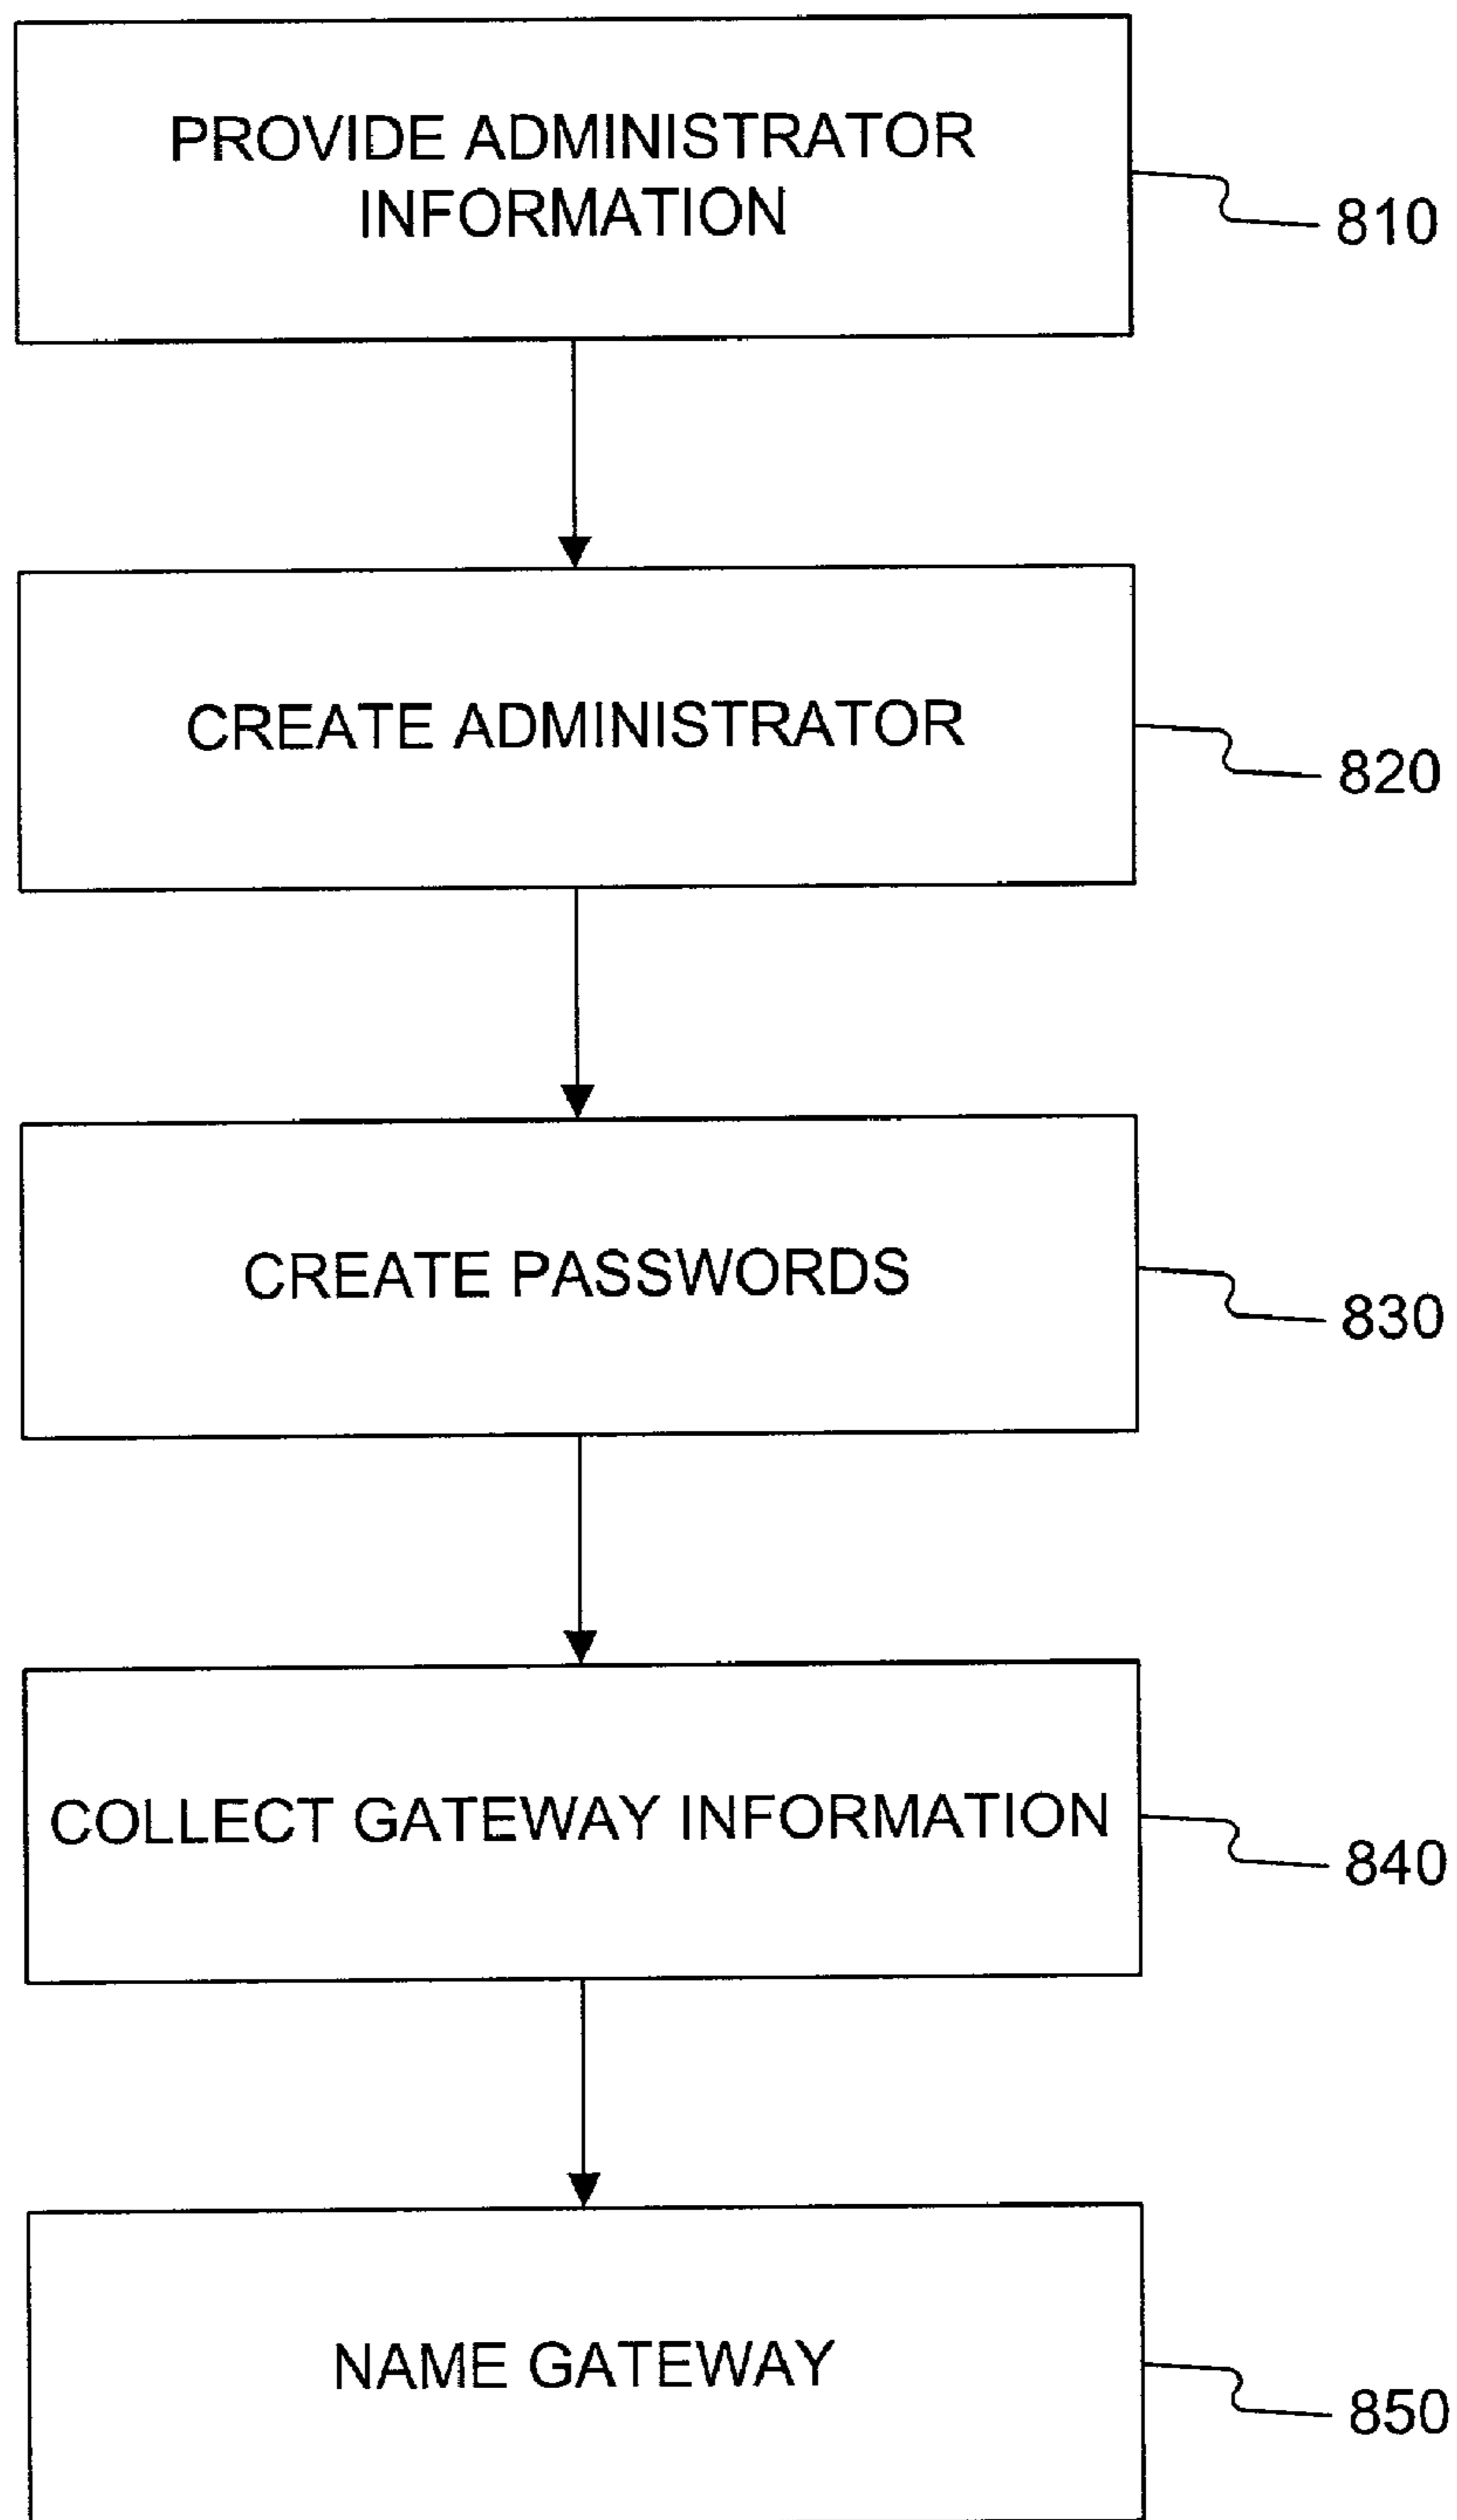 PROVIDE ADMINISTRATOR
INFORMATION
810
CREATE ADMINISTRATOR
820
CREATE PASSWORDS
830
COLLECT GATEWAY INFORMATION
840
NAME GATEWAY
850